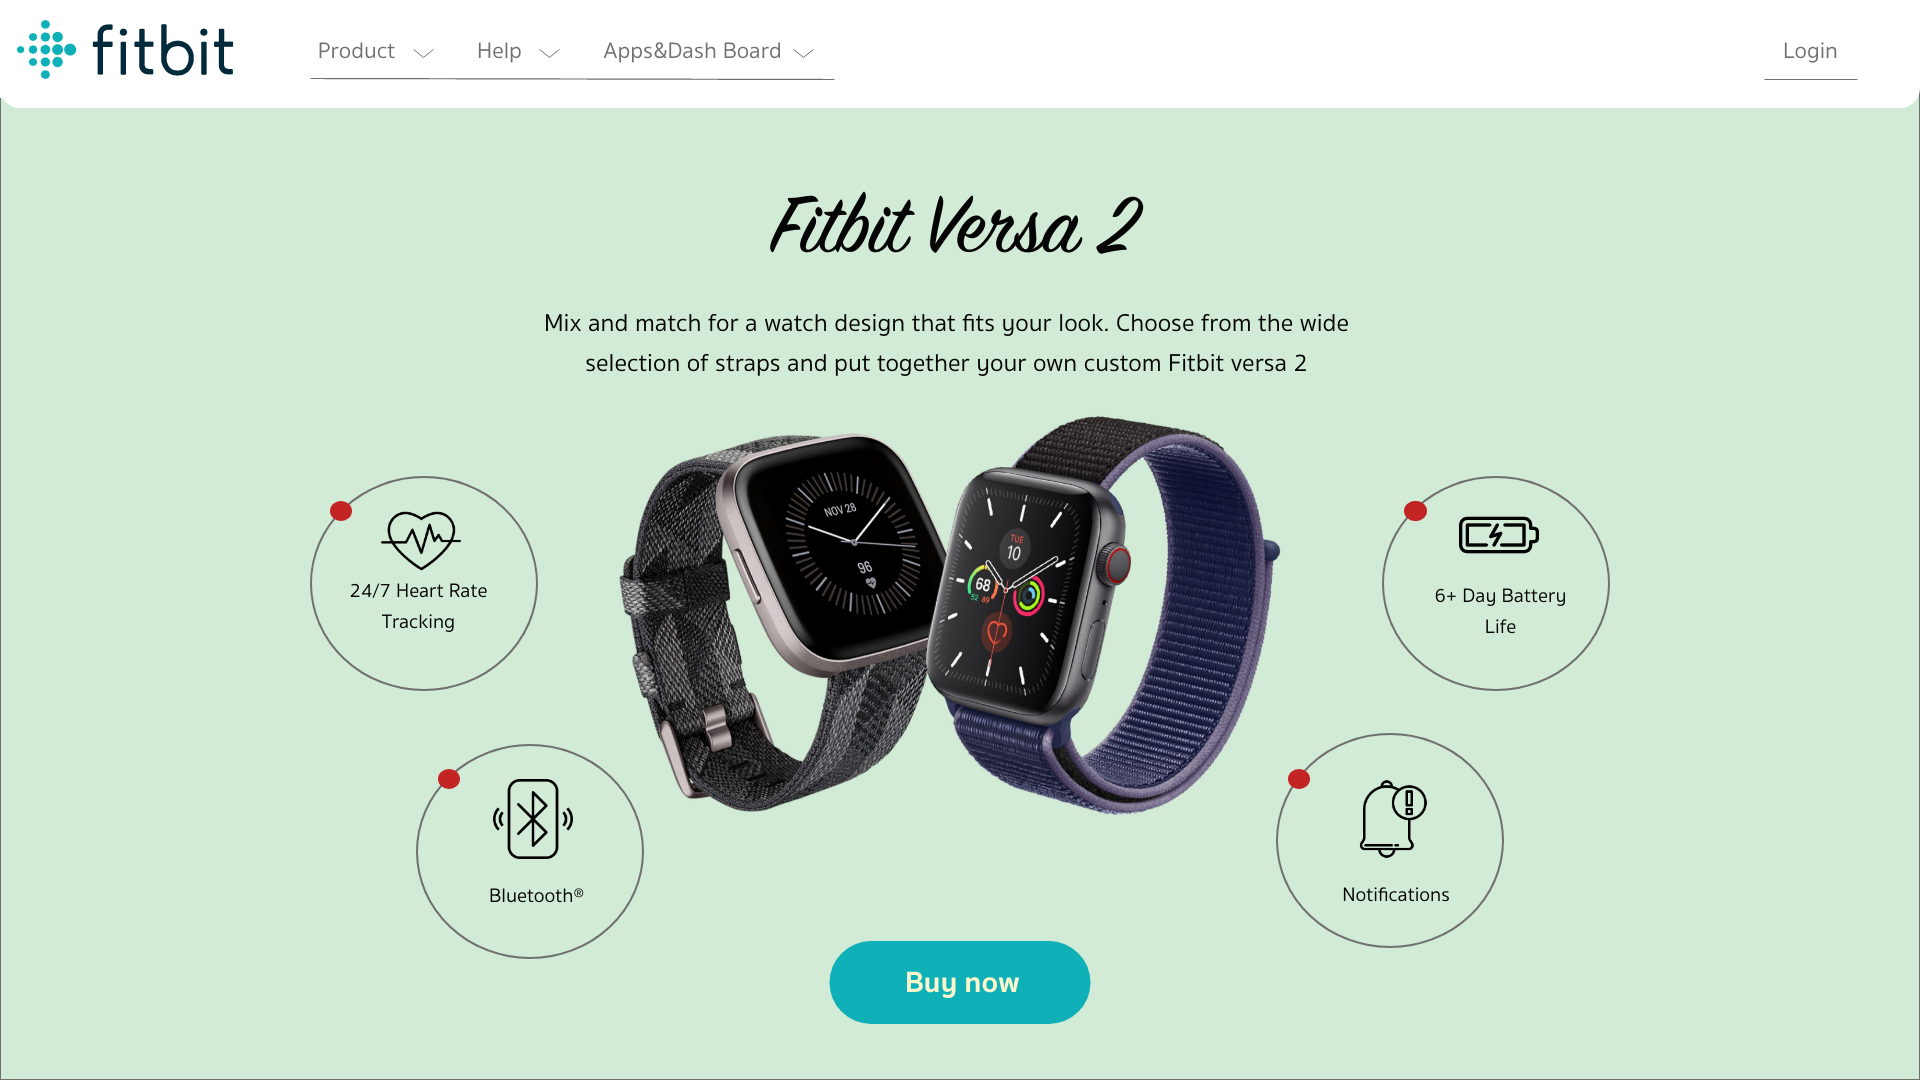 fitbit
Product
Help
Apps&Dash Board
Login
Fitbit Versa 2
Mix and match for a watch design that fits your look. Choose from the wide
selection of straps and put together your own custom Fitbit versa 2
NOV 28
96
TUE
10
68
52 89
24/7 Heart Rate
Tracking
6+ Day Battery
Life
Bluetooth®
Notifications
Buy now